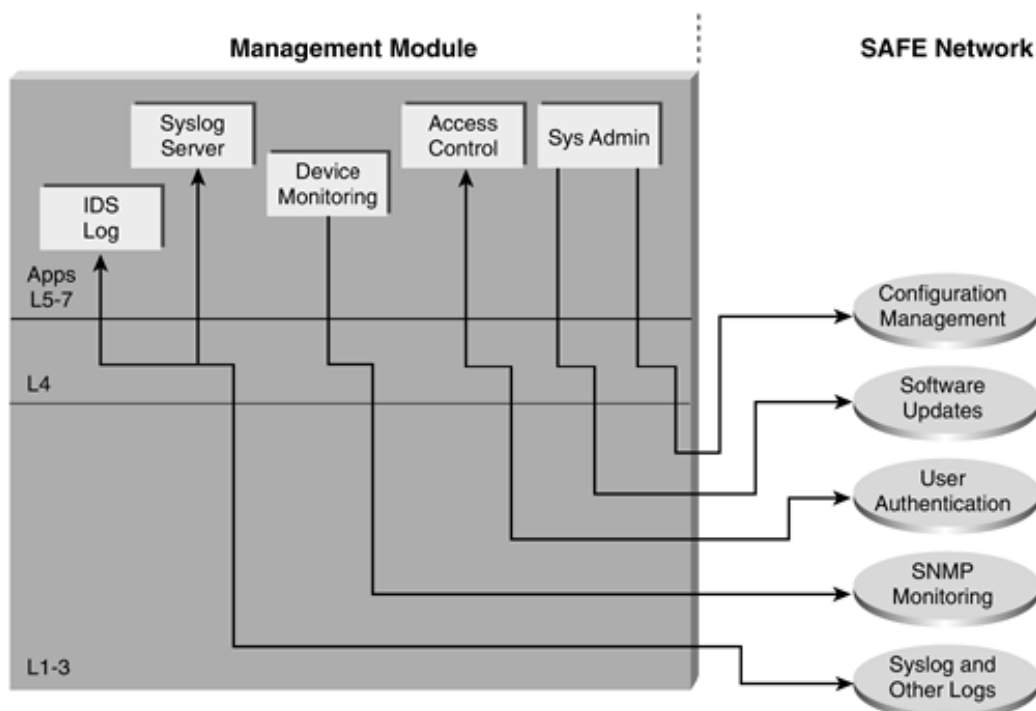 Management Module
SAFE Network
Syslog
Server
Access
Control
Sys Admin
Device
Monitoring
IDS
Log
Apps
L5-7
L4
L1-3
Configuration
Management
Software
Updates
User
Authentication
SNMP
Monitoring
Syslog and
Other Logs